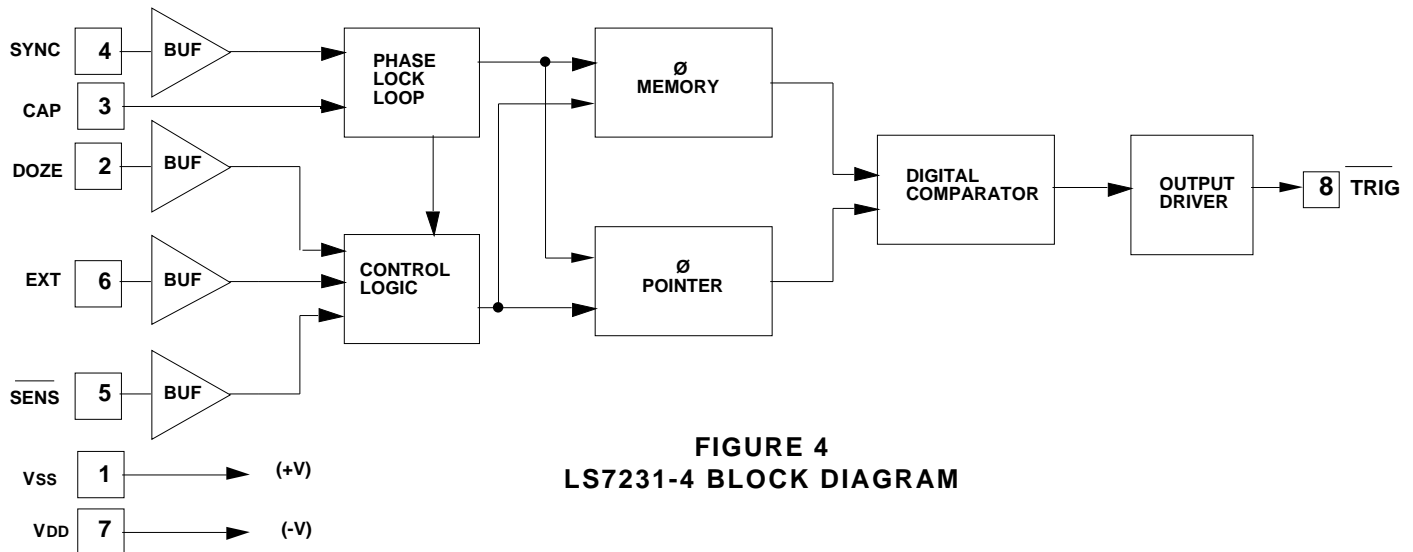 SYNC 4 BUF
CAP 3
DOZE 2 BUF
EXT 6 BUF
SENS 5 BUF
VSS 1 (+V)
VDD 7 (-V)
PHASE
LOCK
LOOP
CONTROL
LOGIC
Ø
MEMORY
Ø
POINTER
DIGITAL
COMPARATOR
OUTPUT
DRIVER
8 TRIG
FIGURE 4
LS7231-4 BLOCK DIAGRAM